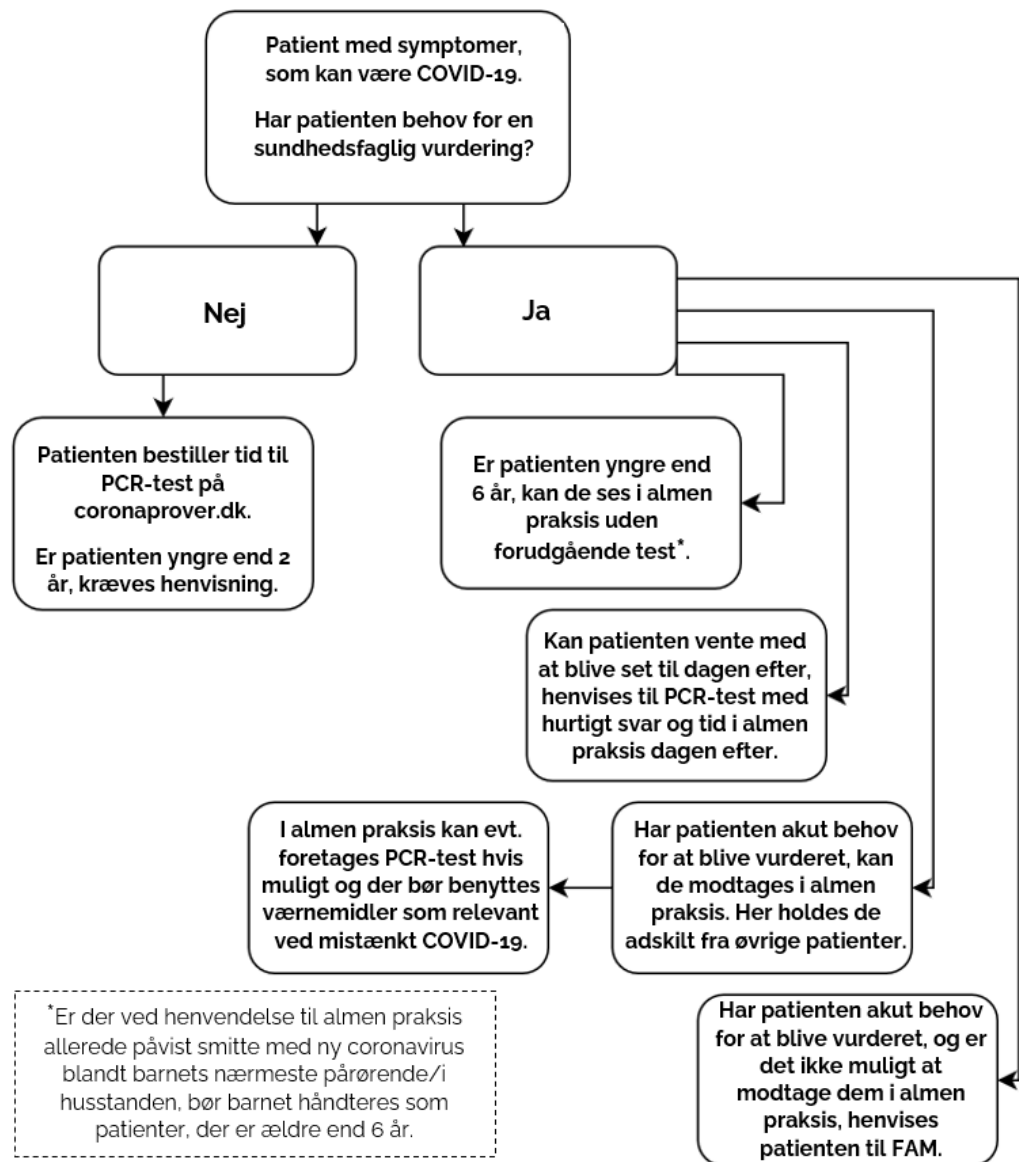 Patient med symptomer,
som kan være COVID-19.
Har patienten behov for en
sundhedsfaglig vurdering?
Nej
Ja
Patienten bestiller tid til
PCR-test på
coronaprover.dk.
Er patienten yngre end 2
år, kræves henvisning.
Er patienten yngre end
6 år, kan de ses i almen
praksis uden
forudgående test*.
Kan patienten vente med
at blive set til dagen efter,
henvises til PCR-test med
hurtigt svar og tid i almen
praksis dagen efter.
I almen praksis kan evt.
foretages PCR-test hvis
muligt og der bør benyttes
værnemidler som relevant
ved mistænkt COVID-19.
Har patienten akut behov
for at blive vurderet, kan
de modtages i almen
praksis. Her holdes de
adskilt fra øvrige patienter.
*Er der ved henvendelse til almen praksis
allerede påvist smitte med ny coronavirus
blandt barnets nærmeste pårørende/i
husstanden, bør barnet håndteres som
patienter, der er ældre end 6 år.
Har patienten akut behov
for at blive vurderet, og er
det ikke muligt at
modtage dem i almen
praksis, henvises
patienten til FAM.